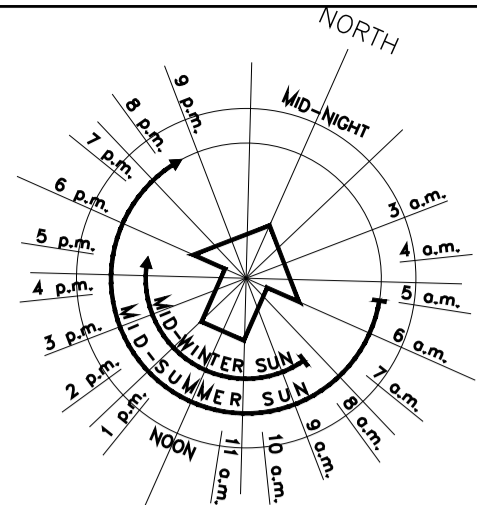 NORTH
MID-NIGHT
3 a.m.
4 a.m.
5 a.m.
6 a.m.
7 a.m.
8 a.m.
9 a.m.
10 a.m.
11 a.m.
NOON
1 p.m.
2 p.m.
3 p.m.
4 p.m.
5 p.m.
6 p.m.
7 p.m.
8 p.m.
9 p.m.
MID-WINTER SUN
MID-SUMMER SUN